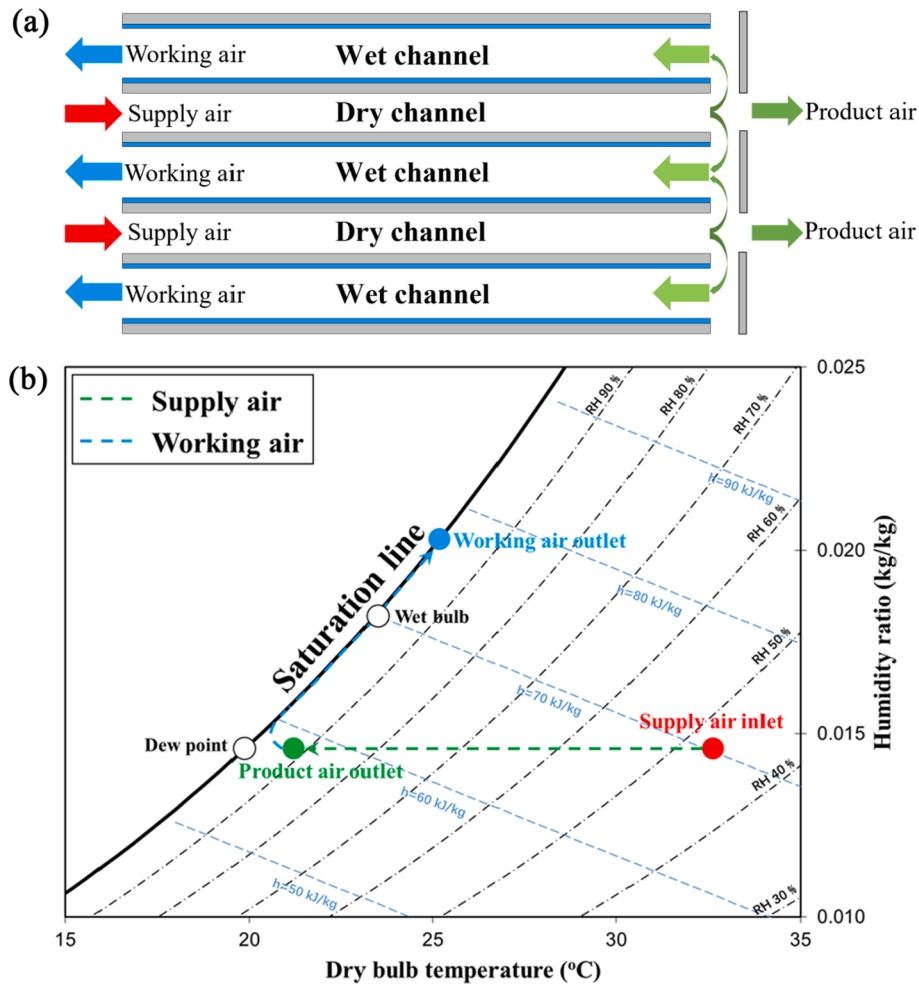 (a)
Working air Wet channel
Supply air Dry channel Product air
Working air Wet channel
Supply air Dry channel Product air
Working air Wet channel
(b)
Supply air
Working air
0.025
RH 90 %
RH 80 %
RH 70 %
h=90 kJ/kg
RH 60 %
Working air outlet
0.020
Saturation line
h=80 kJ/kg
Wet bulb
RH 50 %
h=70 kJ/kg
Supply air inlet
0.015
Dew point
Product air outlet
RH 40 %
h=60 kJ/kg
h=50 kJ/kg
RH 30 %
0.010
Humidity ratio (kg/kg)
15 20 25 30 35
Dry bulb temperature (ºC)